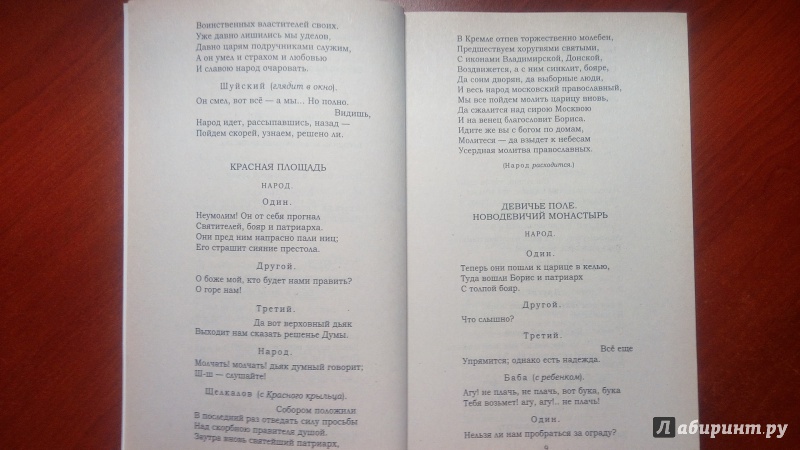 Воинственных властителей своих.
Уже давно лишились мы уделов,
Давно царям подручниками служим,
А он умел и страхом и любовью
И славою народ очаровать.
Шуйский (глядит в окно).
Он смел, вот всё — а мы... Но полно.
Видишь,
Народ идет, рассыпавшись, назад —
Пойдем скорей, узнаем, решено ли.
КРАСНАЯ ПЛОЩАДЬ
НАРОД.
Один.
Неумолим! Он от себя прогнал
Святителей, бояр и патриарха.
Они пред ним напрасно пали ниц;
Его страшит сияние престола.
Другой.
О боже мой, кто будет нами править?
О горе нам!
Третий.
Да вот верховный дьяк
Выходит нам сказать решенье Думы.
Народ.
Молчать! молчать! дьяк думный говорит;
Ш-ш — слушайте!
Щелкалов (с Красного крыльца).
Собором положили
В последний раз отведать силу просьбы
Над скорбною правителя душой.
Заутра вновь святейший патриарх,
В Кремле отпев торжественно молебен,
Предшествуем хоругвями святыми,
С иконами Владимирской, Донской,
Воздвижется, а с ним синклит, бояре,
Да сонм дворян, да выборные люди,
И весь народ московский православный,
Мы все пойдем молить царицу вновь,
Да сжалится над сирою Москвою
И на венец благословит Бориса.
Идите же вы с богом по домам,
Молитеся — да взыдет к небесам
Усердная молитва православных.
(Народ расходится.)
ДЕВИЧЬЕ ПОЛЕ.
НОВОДЕВИЧИЙ МОНАСТЫРЬ
НАРОД.
Один.
Теперь они пошли к царице в келью,
Туда вошли Борис и патриарх
С толпой бояр.
Другой.
Что слышно?
Третий.
Всё еще
Упрямится; однако есть надежда.
Баба (с ребенком).
Агу! не плачь, не плачь, вот бука, бука
Тебя возьмет! агу, агу!.. не плачь!
Один.
Нельзя ли нам пробраться за ограду?
9
Лабиринт.ру